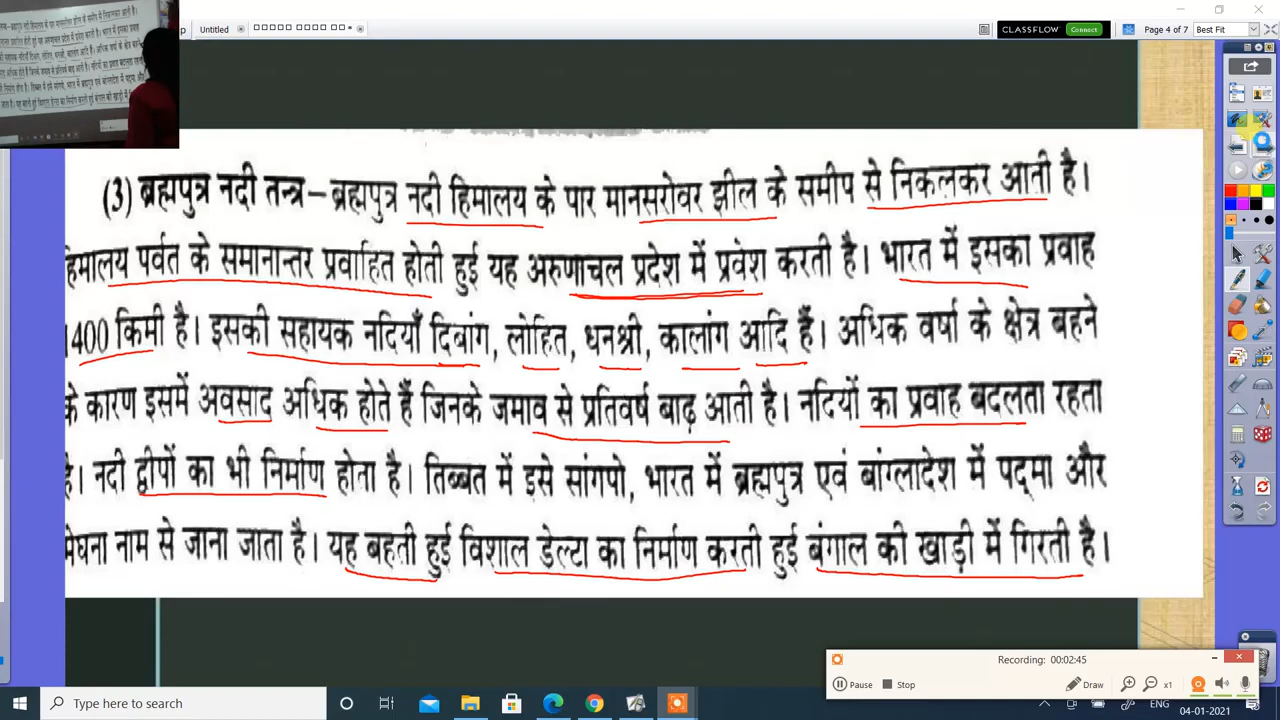 Untitled
CLASSFLOW Connect
Page 4 of 7 Best Fit
(3) ब्रह्मपुत्र नदी तन्त्र – ब्रह्मपुत्र नदी हिमालय के पार मानसरोवर झील के समीप से निकलकर आती है।
हिमालय पर्वत के समानान्तर प्रवाहित होती हुई यह अरुणाचल प्रदेश में प्रवेश करती है। भारत में इसका प्रवाह
1400 किमी है। इसकी सहायक नदियाँ दिबांग, लोहित, धनश्री, कालांग आदि हैं। अधिक वर्षा के क्षेत्र बहने
के कारण इसमें अवसाद अधिक होते हैं जिनके जमाव से प्रतिवर्ष बाढ़ आती है। नदियों का प्रवाह बदलता रहता
है। नदी द्वीपों का भी निर्माण होता है। तिब्बत में इसे सांगपो, भारत में ब्रह्मपुत्र एवं बांग्लादेश में पद्मा और
मेघना नाम से जाना जाता है। यह बहती हुई विशाल डेल्टा का निर्माण करती हुई बंगाल की खाड़ी में गिरती है।
Recording: 00:02:45
Pause Stop Draw x1
Type here to search
ENG
04-01-2021